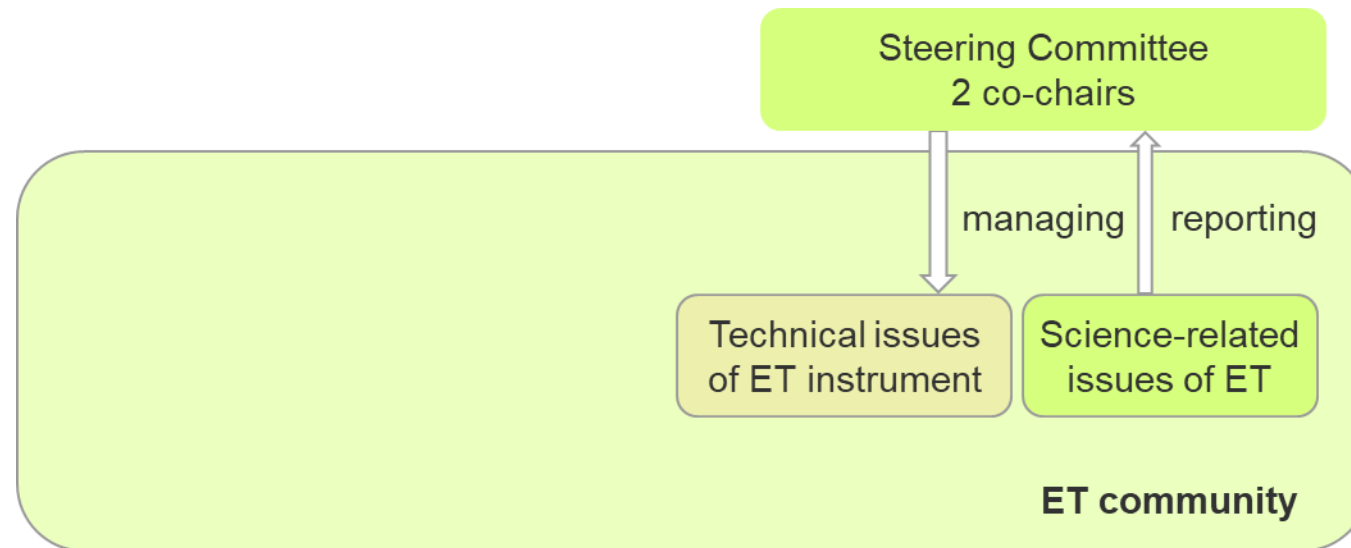 Steering Committee
2 co-chairs
managing
reporting
Technical issues
of ET instrument
Science-related
issues of ET
ET community